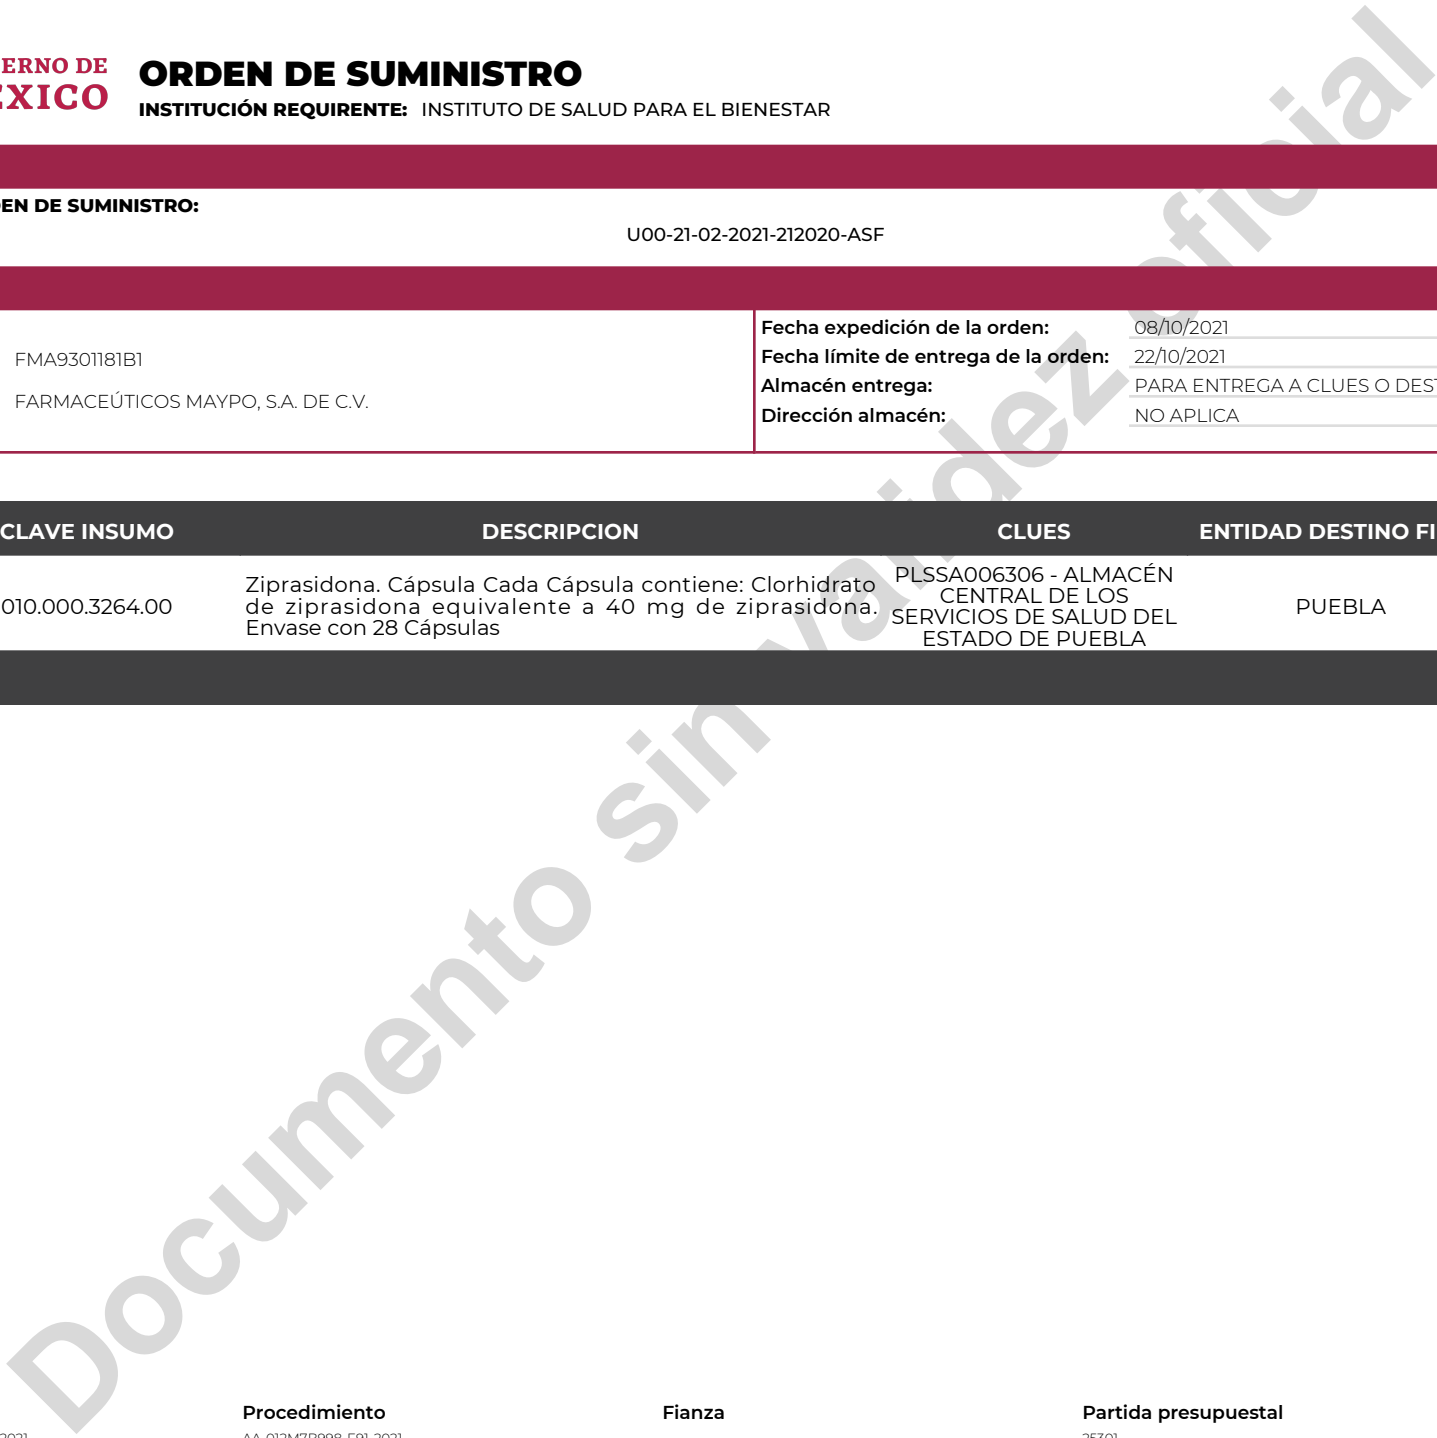 ERNO DE
ÉXICO
ORDEN DE SUMINISTRO
INSTITUCIÓN REQUIRENTE: INSTITUTO DE SALUD PARA EL BIENESTAR
EN DE SUMINISTRO:
U00-21-02-2021-212020-ASF
FMA9301181B1
FARMACEÚTICOS MAYPO, S.A. DE C.V.
Fecha expedición de la orden: 08/10/2021
Fecha límite de entrega de la orden: 22/10/2021
Almacén entrega: PARA ENTREGA A CLUES O DEST
Dirección almacén: NO APLICA
CLAVE INSUMO DESCRIPCION CLUES ENTIDAD DESTINO FI
010.000.3264.00
Ziprasidona. Cápsula Cada Cápsula contiene: Clorhidrato
de ziprasidona equivalente a 40 mg de ziprasidona.
Envase con 28 Cápsulas
PLSSA006306 - ALMACÉN
CENTRAL DE LOS
SERVICIOS DE SALUD DEL
ESTADO DE PUEBLA
PUEBLA
Documento sin validez oficial
Procedimiento Fianza Partida presupuestal